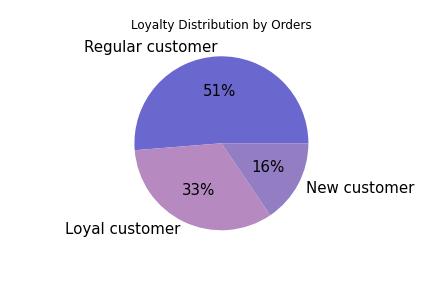 Loyalty Distribution by Orders
Regular customer
51%
16%
New customer
33%
Loyal customer